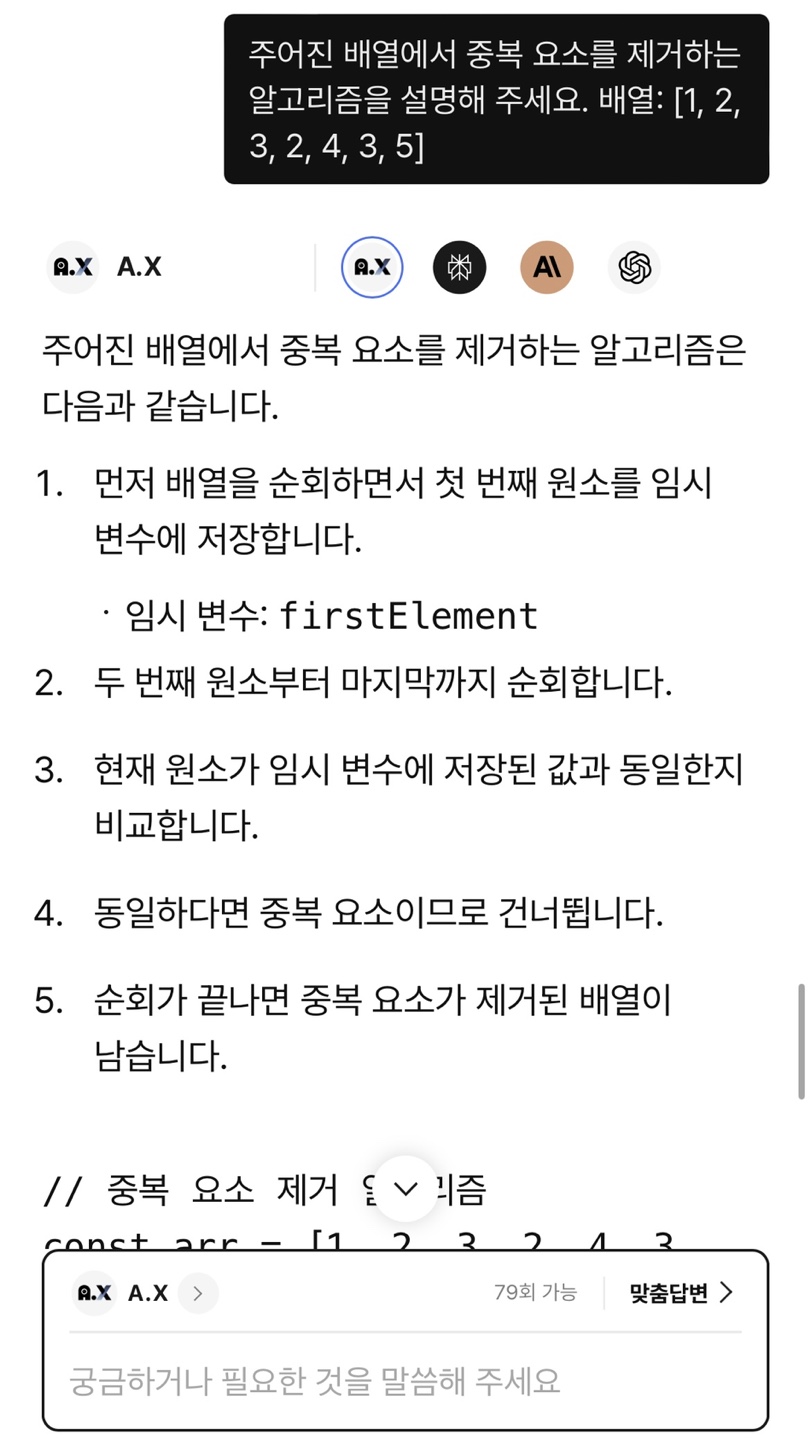 주어진 배열에서 중복 요소를 제거하는
알고리즘을 설명해 주세요. 배열: [1, 2,
3, 2, 4, 3, 5]
A.X A.X A.X A\
주어진 배열에서 중복 요소를 제거하는 알고리즘은
다음과 같습니다.
1. 먼저 배열을 순회하면서 첫 번째 원소를 임시
변수에 저장합니다.
· 임시 변수: firstElement
2. 두 번째 원소부터 마지막까지 순회합니다.
3. 현재 원소가 임시 변수에 저장된 값과 동일한지
비교합니다.
4. 동일하다면 중복 요소이므로 건너뜁니다.
5. 순회가 끝나면 중복 요소가 제거된 배열이
남습니다.
// 중복 요소 제거 리즘
const arr = [1, 2, 3, 2, 4, 3,
A.X A.X 79회 가능 맞춤답변
궁금하거나 필요한 것을 말씀해 주세요